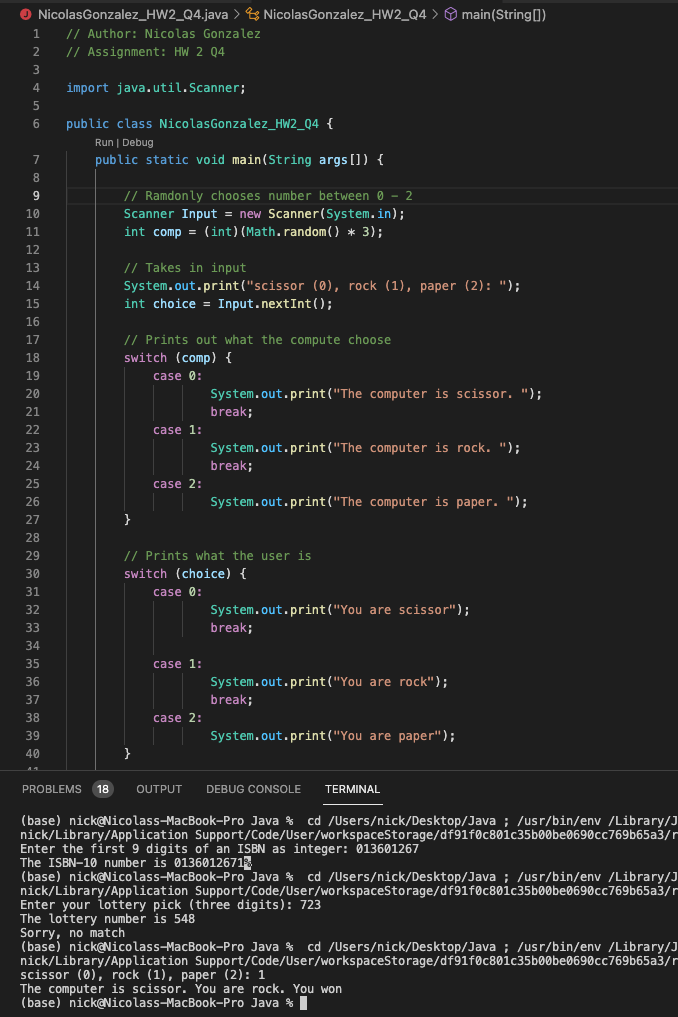 NicolasGonzalez_HW2_Q4.java > NicolasGonzalez_HW2_Q4 > main(String[])
1 // Author: Nicolas Gonzalez
2 // Assignment: HW 2 Q4
3
4 import java.util.Scanner;
5
6 public class NicolasGonzalez_HW2_Q4 {
Run | Debug
7 public static void main(String args[]) {
8
9 // Ramdonly chooses number between 0 - 2
10 Scanner Input = new Scanner(System.in);
11 int comp = (int)(Math.random() * 3);
12
13 // Takes in input
14 System.out.print("scissor (0), rock (1), paper (2): ");
15 int choice = Input.nextInt();
16
17 // Prints out what the compute choose
18 switch (comp) {
19 case 0:
20 System.out.print("The computer is scissor. ");
21 break;
22 case 1:
23 System.out.print("The computer is rock. ");
24 break;
25 case 2:
26 System.out.print("The computer is paper. ");
27 }
28
29 // Prints what the user is
30 switch (choice) {
31 case 0:
32 System.out.print("You are scissor");
33 break;
34
35 case 1:
36 System.out.print("You are rock");
37 break;
38 case 2:
39 System.out.print("You are paper");
40 }
PROBLEMS 18 OUTPUT DEBUG CONSOLE TERMINAL
(base) nick@Nicolass-MacBook-Pro Java % cd /Users/nick/Desktop/Java ; /usr/bin/env /Library/J
nick/Library/Application Support/Code/User/workspaceStorage/df91f0c801c35b00be0690cc769b65a3/r
Enter the first 9 digits of an ISBN as integer: 013601267
The ISBN-10 number is 0136012671%
(base) nick@Nicolass-MacBook-Pro Java % cd /Users/nick/Desktop/Java ; /usr/bin/env /Library/J
nick/Library/Application Support/Code/User/workspaceStorage/df91f0c801c35b00be0690cc769b65a3/r
Enter your lottery pick (three digits): 723
The lottery number is 548
Sorry, no match
(base) nick@Nicolass-MacBook-Pro Java % cd /Users/nick/Desktop/Java ; /usr/bin/env /Library/J
nick/Library/Application Support/Code/User/workspaceStorage/df91f0c801c35b00be0690cc769b65a3/r
scissor (0), rock (1), paper (2): 1
The computer is scissor. You are rock. You won
(base) nick@Nicolass-MacBook-Pro Java %